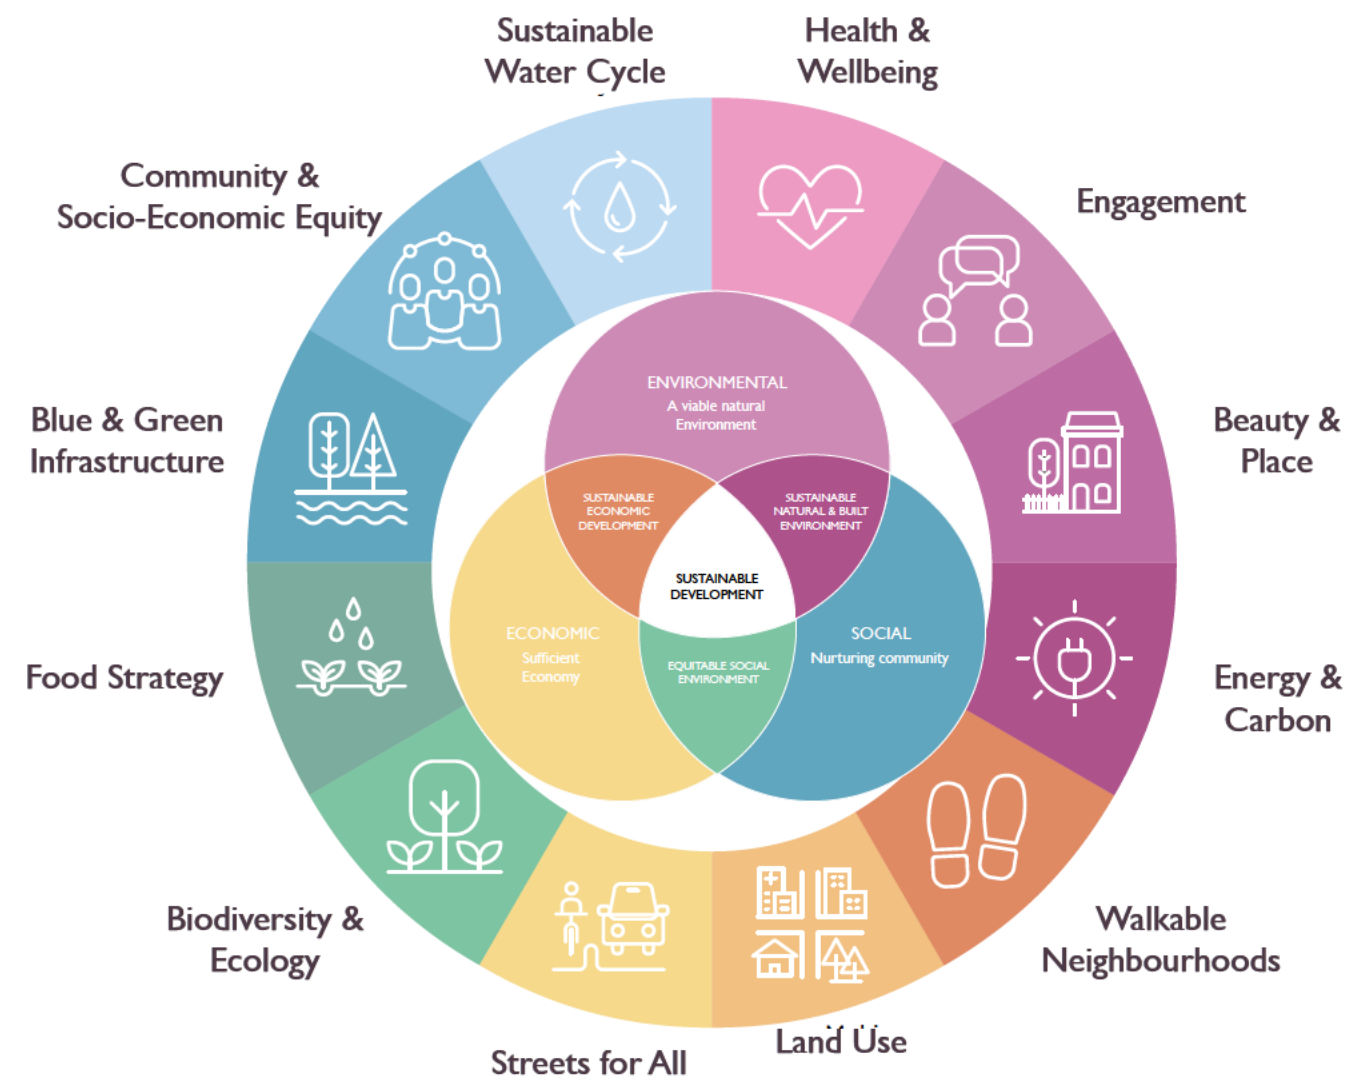 Sustainable
Water Cycle
Health &
Wellbeing
Community &
Socio-Economic Equity
Engagement
Blue & Green
Infrastructure
Beauty &
Place
ENVIRONMENTAL
A viable natural
Environment
SUSTAINABLE
ECONOMIC
DEVELOPMENT
SUSTAINABLE
NATURAL & BUILT
ENVIRONMENT
SUSTAINABLE
DEVELOPMENT
ECONOMIC
Sufficient
Economy
SOCIAL
Nurturing community
EQUITABLE SOCIAL
ENVIRONMENT
Food Strategy
Energy &
Carbon
Biodiversity &
Ecology
Walkable
Neighbourhoods
Streets for All
Land Use